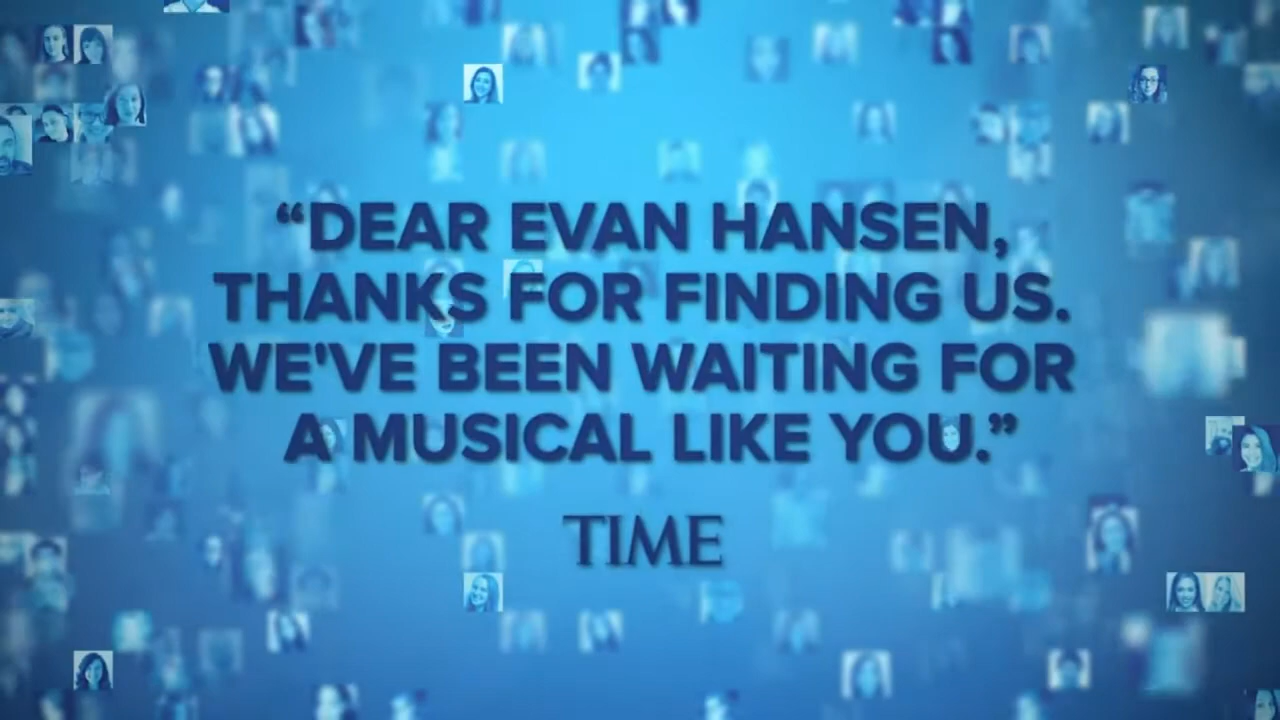 “DEAR EVAN HANSEN,
THANKS FOR FINDING US.
WE'VE BEEN WAITING FOR
A MUSICAL LIKE YOU.”
TIME